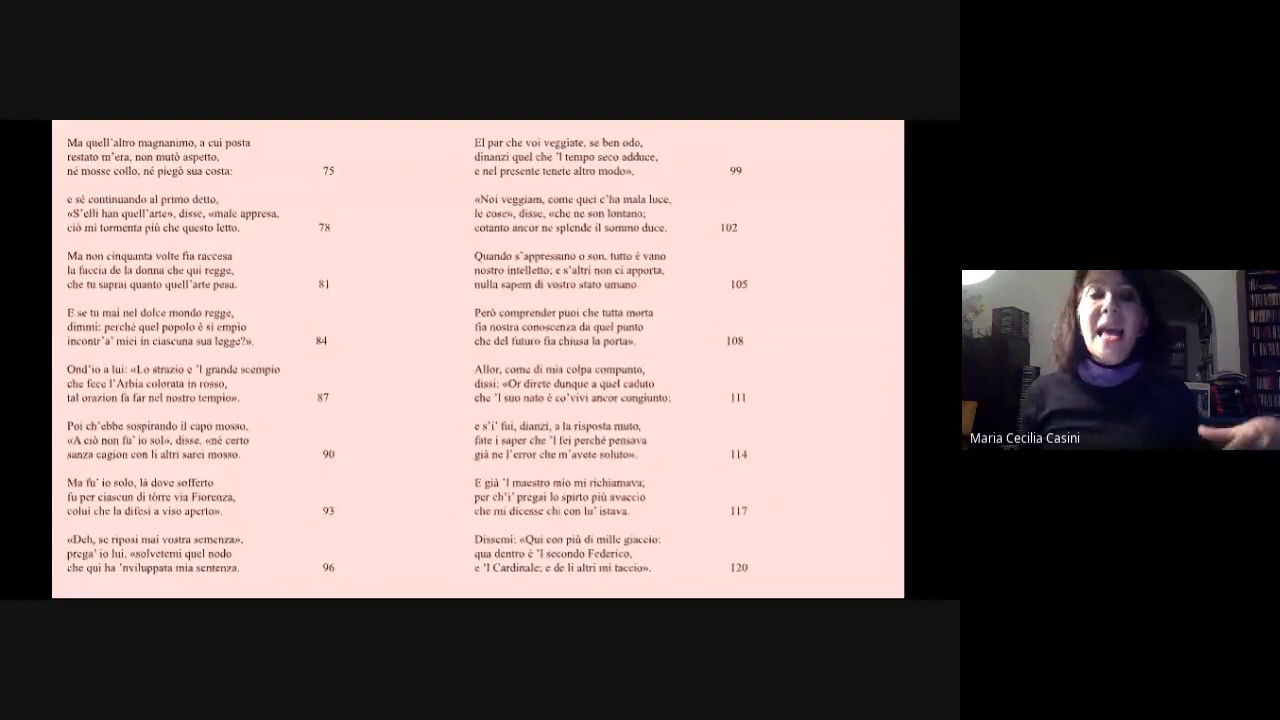 Ma quell'altro magnanimo, a cui posta
restato m'era, non mutò aspetto,
né mosse collo, né piegò sua costa:
75
e sé continuando al primo detto,
«S'elli han quell'arte», disse, «male appresa,
ciò mi tormenta più che questo letto.
78
Ma non cinquanta volte fia raccesa
la faccia de la donna che qui regge,
che tu saprai quanto quell'arte pesa.
81
E se tu mai nel dolce mondo regge,
dimmi: perché quel popolo è sì empio
incontr'a' miei in ciascuna sua legge?».
84
Ond'io a lui: «Lo strazio e 'l grande scempio
che fece l'Arbia colorata in rosso,
tal orazion fa far nel nostro tempio».
87
Poi ch'ebbe sospirando il capo mosso,
«A ciò non fu' io sol», disse, «né certo
sanza cagion con li altri sarei mosso.
90
Ma fu' io solo, là dove sofferto
fu per ciascun di tòrre via Fiorenza,
colui che la difesi a viso aperto».
93
«Deh, se riposi mai vostra semenza»,
prega' io lui, «solvetemi quel nodo
che qui ha 'nviluppata mia sentenza.
96
El par che voi veggiate, se ben odo,
dinanzi quel che 'l tempo seco adduce,
e nel presente tenete altro modo».
99
«Noi veggiam, come quei c'ha mala luce,
le cose», disse, «che ne son lontano;
cotanto ancor ne splende il sommo duce.
102
Quando s'appressano o son, tutto è vano
nostro intelletto; e s'altri non ci apporta,
nulla sapem di vostro stato umano.
105
Però comprender puoi che tutta morta
fia nostra conoscenza da quel punto
che del futuro fia chiusa la porta».
108
Allor, come di mia colpa compunto,
dissi: «Or direte dunque a quel caduto
che 'l suo nato è co'vivi ancor congiunto;
111
e s'i' fui, dianzi, a la risposta muto,
fate i saper che 'l fei perché pensava
già ne l'error che m'avete soluto».
114
E già 'l maestro mio mi richiamava;
per ch'i' pregai lo spirto più avaccio
che mi dicesse chi con lu' istava.
117
Dissemi: «Qui con più di mille giaccio:
qua dentro è 'l secondo Federico,
e 'l Cardinale; e de li altri mi taccio».
120
Maria Cecilia Casini